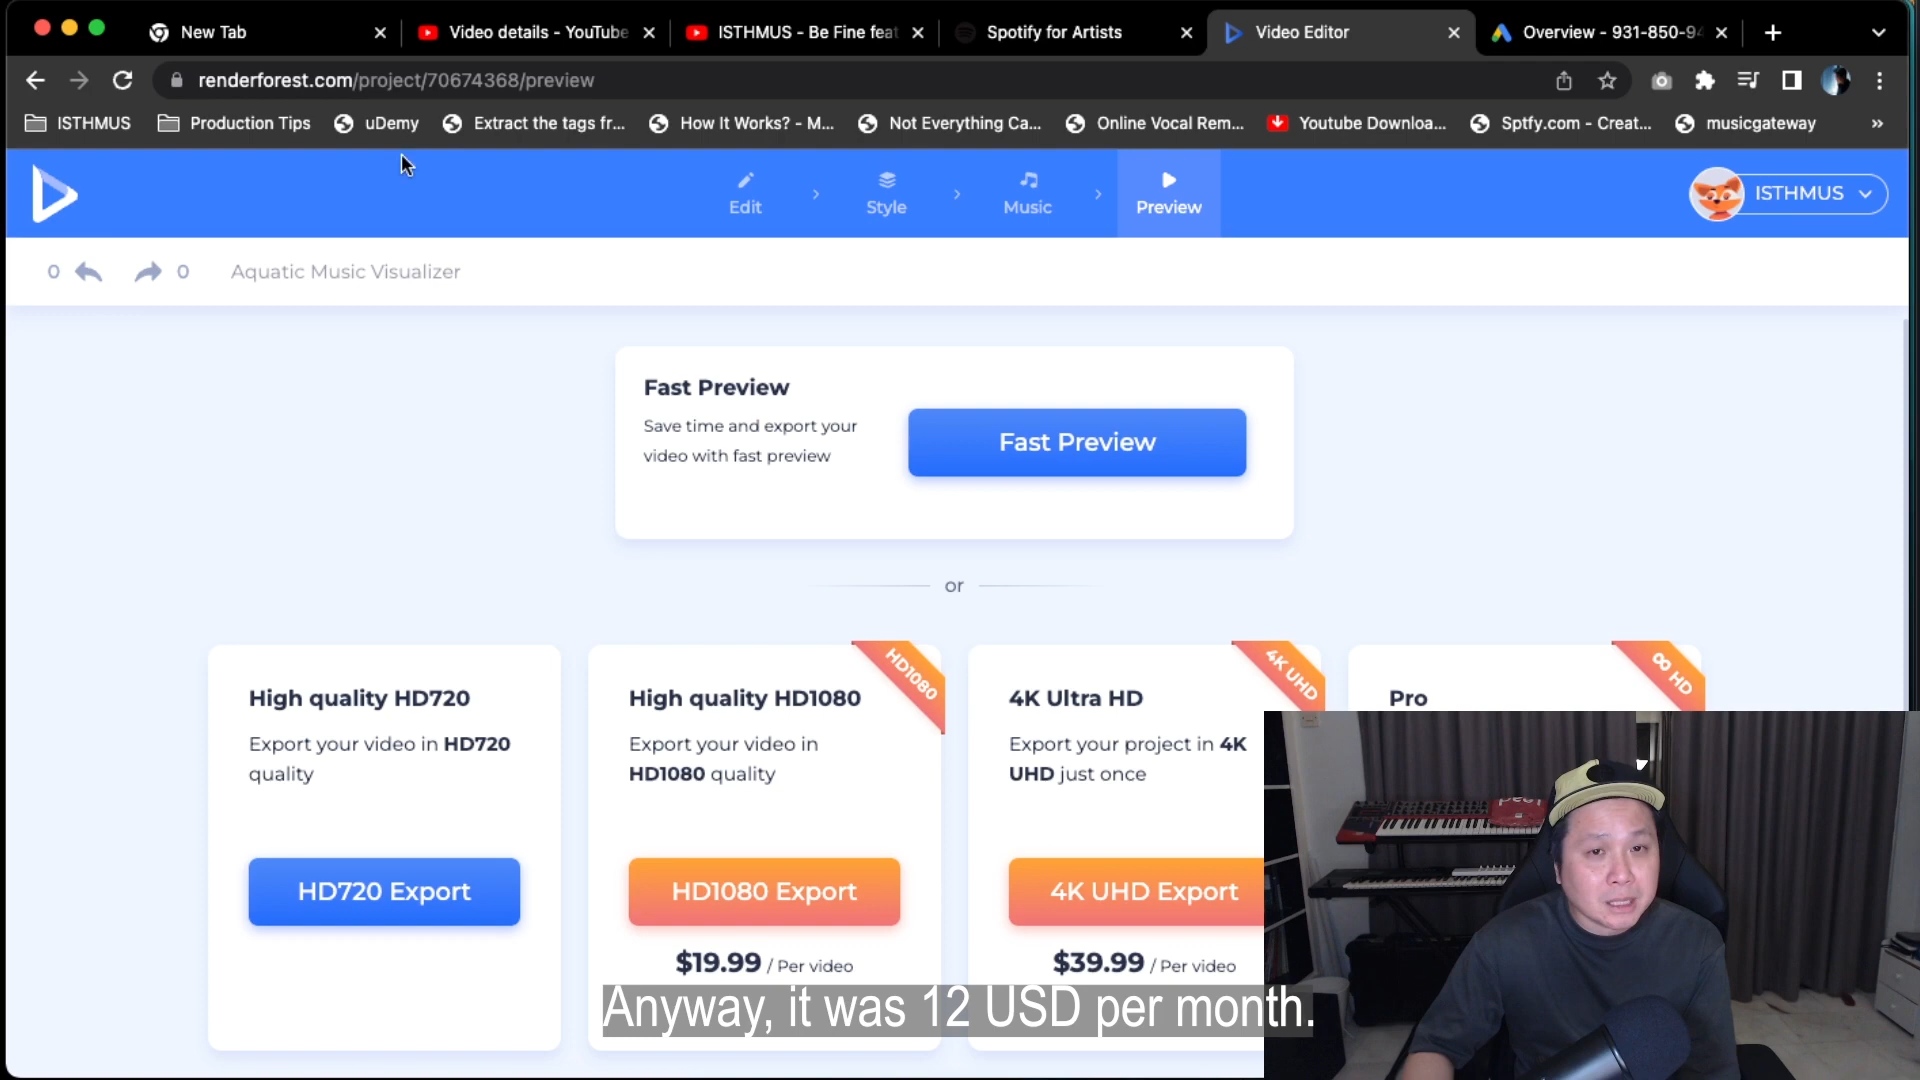 New Tab
Video details - YouTube
ISTHMUS - Be Fine feat
Spotify for Artists
Video Editor
Overview - 931-850-94
renderforest.com/project/70674368/preview
ISTHMUS
Production Tips
uDemy
Extract the tags fr...
How It Works? - M...
Not Everything Ca...
Online Vocal Rem...
Youtube Downloa...
Sptfy.com - Creat...
musicgateway
»
Edit
Style
Music
Preview
ISTHMUS
0
0
Aquatic Music Visualizer
Fast Preview
Save time and export your
video with fast preview
Fast Preview
or
HD1080
4K UHD
∞ HD
High quality HD720
Export your video in HD720
quality
HD720 Export
High quality HD1080
Export your video in
HD1080 quality
HD1080 Export
$19.99 / Per video
4K Ultra HD
Export your project in 4K
UHD just once
4K UHD Export
$39.99 / Per video
Pro
Anyway, it was 12 USD per month.